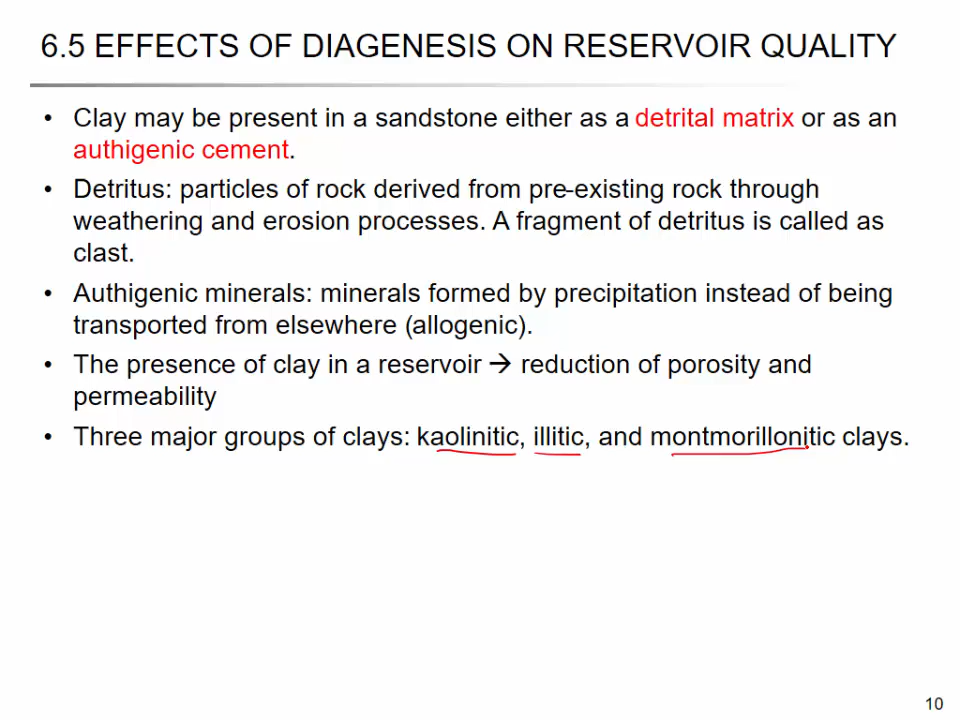 6.5 EFFECTS OF DIAGENESIS ON RESERVOIR QUALITY
• Clay may be present in a sandstone either as a detrital matrix or as an
authigenic cement.
• Detritus: particles of rock derived from pre-existing rock through
weathering and erosion processes. A fragment of detritus is called as
clast.
• Authigenic minerals: minerals formed by precipitation instead of being
transported from elsewhere (allogenic).
• The presence of clay in a reservoir → reduction of porosity and
permeability
• Three major groups of clays: kaolinitic, illitic, and montmorillonitic clays.
10